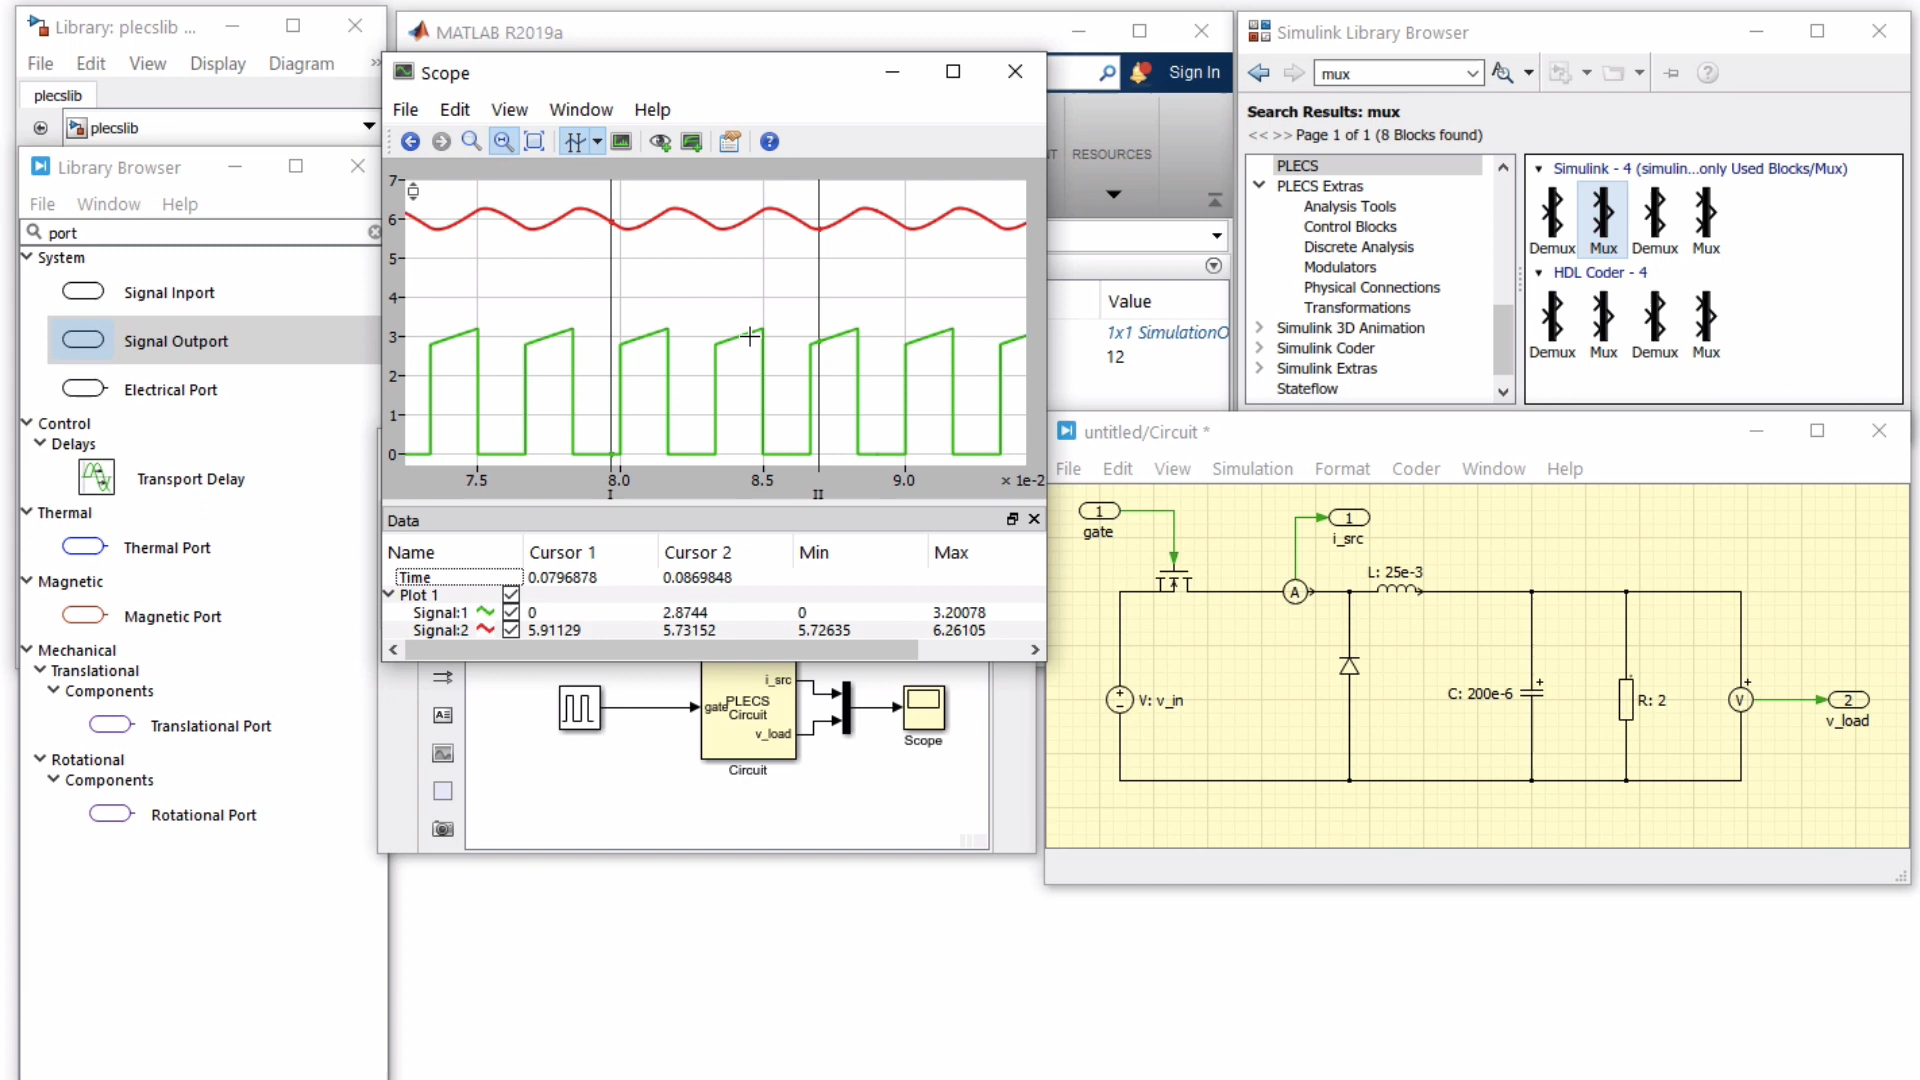 Library: plecslib ...
File Edit View Display Diagram »
plecslib
plecslib
Library Browser
File Window Help
port
System
Signal Inport
Signal Outport
Electrical Port
Control
Delays
Transport Delay
Thermal
Thermal Port
Magnetic
Magnetic Port
Mechanical
Translational
Components
Translational Port
Rotational
Components
Rotational Port
MATLAB R2019a
Sign In
RESOURCES
Value
1x1 SimulationO
12
Scope
File Edit View Window Help
7
6
5
4
3
2
1
0
7.5 8.0 8.5 9.0 × 1e-2
I II
Data
Name Cursor 1 Cursor 2 Min Max
Time 0.0796878 0.0869848
Plot 1
Signal:1 0 2.8744 0 3.20078
Signal:2 5.91129 5.73152 5.72635 6.26105
i_src
gate PLECS
Circuit
v_load
Circuit
Scope
Simulink Library Browser
mux
Search Results: mux
<< >> Page 1 of 1 (8 Blocks found)
PLECS
PLECS Extras
Analysis Tools
Control Blocks
Discrete Analysis
Modulators
Physical Connections
Transformations
Simulink 3D Animation
Simulink Coder
Simulink Extras
Stateflow
Simulink - 4 (simulin...only Used Blocks/Mux)
Demux Mux Demux Mux
HDL Coder - 4
Demux Mux Demux Mux
untitled/Circuit *
File Edit View Simulation Format Coder Window Help
1
gate
1
i_src
L: 25e-3
A
V: v_in
C: 200e-6
R: 2
V
2
v_load